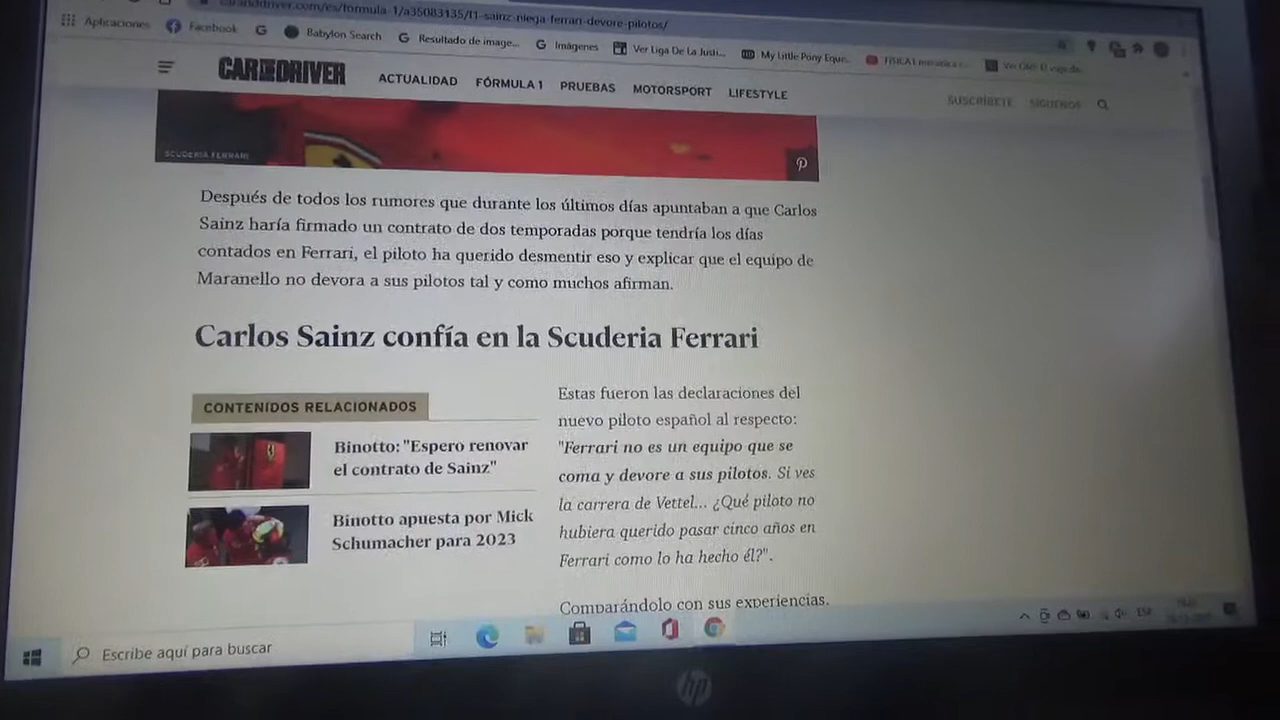 caranddriver.com/es/formula-1/a35083135/f1-sainz-niega-ferrari-devore-pilotos/
Aplicaciones
Facebook
Babylon Search
Resultado de image...
Imágenes
Ver Liga De La Justi...
My Little Pony Eque...
CAR AND DRIVER
ACTUALIDAD FÓRMULA 1 PRUEBAS MOTORSPORT LIFESTYLE
SUSCRÍBETE SÍGUENOS
SCUDERIA FERRARI
Después de todos los rumores que durante los últimos días apuntaban a que Carlos
Sainz haría firmado un contrato de dos temporadas porque tendría los días
contados en Ferrari, el piloto ha querido desmentir eso y explicar que el equipo de
Maranello no devora a sus pilotos tal y como muchos afirman.
Carlos Sainz confía en la Scuderia Ferrari
CONTENIDOS RELACIONADOS
Binotto: "Espero renovar
el contrato de Sainz"
Binotto apuesta por Mick
Schumacher para 2023
Estas fueron las declaraciones del
nuevo piloto español al respecto:
"Ferrari no es un equipo que se
coma y devore a sus pilotos. Si ves
la carrera de Vettel... ¿Qué piloto no
hubiera querido pasar cinco años en
Ferrari como lo ha hecho él?".
Comparándolo con sus experiencias,
Escribe aquí para buscar
ESP
hp